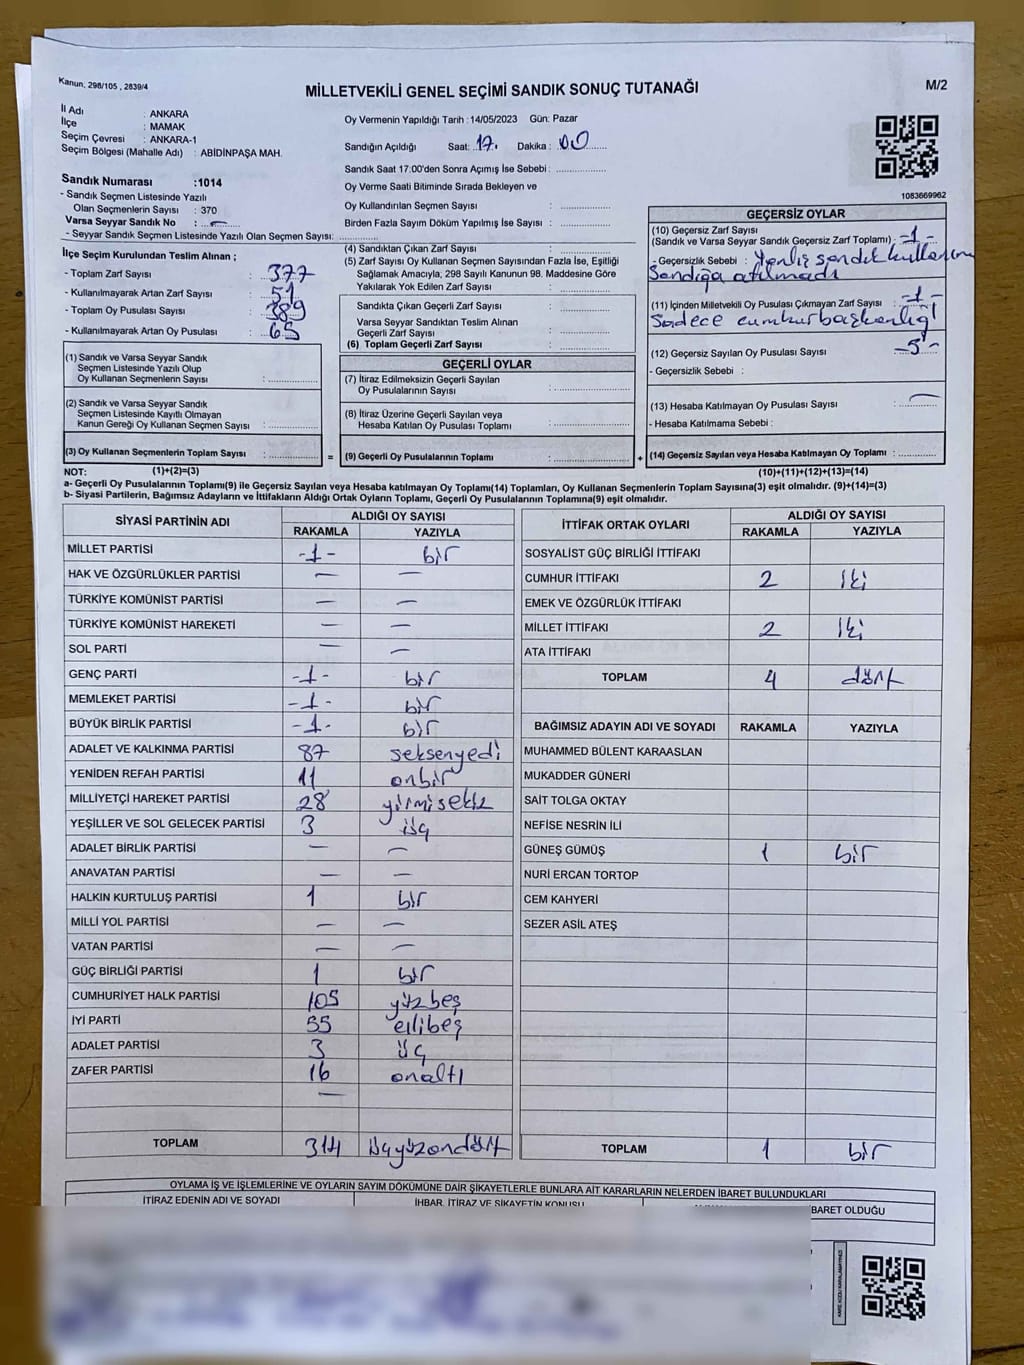 Kanun, 298/105 , 2839/4
MİLLETVEKİLİ GENEL SEÇİMİ SANDIK SONUÇ TUTANAĞI
M/2
İl Adı : ANKARA
İlçe : MAMAK
Seçim Çevresi : ANKARA-1
Seçim Bölgesi (Mahalle Adı) : ABİDİNPAŞA MAH.
Sandık Numarası :1014
- Sandık Seçmen Listesinde Yazılı
Olan Seçmenlerin Sayısı : 370
Varsa Seyyar Sandık No : —
- Seyyar Sandık Seçmen Listesinde Yazılı Olan Seçmen Sayısı:
Oy Vermenin Yapıldığı Tarih :14/05/2023 Gün: Pazar
Sandığın Açıldığı Saat: 17. Dakika : 00
Sandık Saat 17:00'den Sonra Açımış İse Sebebi :
Oy Verme Saati Bitiminde Sırada Bekleyen ve
Oy Kullandırılan Seçmen Sayısı :
Birden Fazla Sayım Döküm Yapılmış İse Sayısı :
1083669962
İlçe Seçim Kurulundan Teslim Alınan ;
- Toplam Zarf Sayısı : 377
- Kullanılmayarak Artan Zarf Sayısı : 51
- Toplam Oy Pusulası Sayısı : 389
- Kullanılmayarak Artan Oy Pusulası : 65
(1) Sandık ve Varsa Seyyar Sandık
Seçmen Listesinde Yazılı Olup
Oy Kullanan Seçmenlerin Sayısı :
(2) Sandık ve Varsa Seyyar Sandık
Seçmen Listesinde Kayıtlı Olmayan
Kanun Gereği Oy Kullanan Seçmen Sayısı :
(3) Oy Kullanan Seçmenlerin Toplam Sayısı : =
(4) Sandıktan Çıkan Zarf Sayısı :
(5) Zarf Sayısı Oy Kullanan Seçmen Sayısından Fazla İse, Eşitliği
Sağlamak Amacıyla; 298 Sayılı Kanunun 98. Maddesine Göre
Yakılarak Yok Edilen Zarf Sayısı :
Sandıkta Çıkan Geçerli Zarf Sayısı :
Varsa Seyyar Sandıktan Teslim Alınan
Geçerli Zarf Sayısı :
(6) Toplam Geçerli Zarf Sayısı :
GEÇERLİ OYLAR
(7) İtiraz Edilmeksizin Geçerli Sayılan
Oy Pusulalarının Sayısı :
(8) İtiraz Üzerine Geçerli Sayılan veya
Hesaba Katılan Oy Pusulası Toplamı :
(9) Geçerli Oy Pusulalarının Toplamı : +
GEÇERSİZ OYLAR
(10) Geçersiz Zarf Sayısı
(Sandık ve Varsa Seyyar Sandık Geçersiz Zarf Toplamı) : -1-
- Geçersizlik Sebebi : Yanlış sandık kullanım
Sandığa atılmadı
(11) İçinden Milletvekili Oy Pusulası Çıkmayan Zarf Sayısı : -1-
Sadece cumhurbaşkanlığı
(12) Geçersiz Sayılan Oy Pusulası Sayısı : -5-
- Geçersizlik Sebebi :
(13) Hesaba Katılmayan Oy Pusulası Sayısı : —
- Hesaba Katılmama Sebebi :
(14) Geçersiz Sayılan veya Hesaba Katılmayan Oy Toplamı :
NOT: (1)+(2)=(3) (10)+(11)+(12)+(13)=(14)
a- Geçerli Oy Pusulalarının Toplamı(9) ile Geçersiz Sayılan veya Hesaba katılmayan Oy Toplam(14) Toplamları, Oy Kullanan Seçmenlerin Toplam Sayısına(3) eşit olmalıdır. (9)+(14)=(3)
b- Siyasi Partilerin, Bağımsız Adayların ve İttifakların Aldığı Ortak Oyların Toplamı, Geçerli Oy Pusulalarının Toplamına(9) eşit olmalıdır.
SİYASİ PARTİNİN ADI ALDIĞI OY SAYISI
RAKAMLA YAZIYLA
MİLLET PARTİSİ -1- bir
HAK VE ÖZGÜRLÜKLER PARTİSİ — —
TÜRKİYE KOMÜNİST PARTİSİ — —
TÜRKİYE KOMÜNİST HAREKETİ — —
SOL PARTİ — —
GENÇ PARTİ -1- bir
MEMLEKET PARTİSİ -1- bir
BÜYÜK BİRLİK PARTİSİ -1- bir
ADALET VE KALKINMA PARTİSİ 87 seksenyedi
YENİDEN REFAH PARTİSİ 11 onbir
MİLLİYETÇİ HAREKET PARTİSİ 28 yirmisekiz
YEŞİLLER VE SOL GELECEK PARTİSİ 3 üç
ADALET BİRLİK PARTİSİ — —
ANAVATAN PARTİSİ — —
HALKIN KURTULUŞ PARTİSİ 1 bir
MİLLİ YOL PARTİSİ — —
VATAN PARTİSİ — —
GÜÇ BİRLİĞİ PARTİSİ 1 bir
CUMHURİYET HALK PARTİSİ 105 yüzbeş
İYİ PARTİ 55 ellibeş
ADALET PARTİSİ 3 üç
ZAFER PARTİSİ 16 onaltı
—
TOPLAM 314 üçyüzondört
İTTİFAK ORTAK OYLARI ALDIĞI OY SAYISI
RAKAMLA YAZIYLA
SOSYALİST GÜÇ BİRLİĞİ İTTİFAKI
CUMHUR İTTİFAKI 2 iki
EMEK VE ÖZGÜRLÜK İTTİFAKI
MİLLET İTTİFAKI 2 iki
ATA İTTİFAKI
TOPLAM 4 dört
BAĞIMSIZ ADAYIN ADI VE SOYADI RAKAMLA YAZIYLA
MUHAMMED BÜLENT KARAASLAN
MUKADDER GÜNERİ
SAİT TOLGA OKTAY
NEFİSE NESRİN İLİ
GÜNEŞ GÜMÜŞ 1 bir
NURİ ERCAN TORTOP
CEM KAHYERİ
SEZER ASİL ATEŞ
TOPLAM 1 bir
OYLAMA İŞ VE İŞLEMLERİNE VE OYLARIN SAYIM DÖKÜMÜNE DAİR ŞİKAYETLERLE BUNLARA AİT KARARLARIN NELERDEN İBARET BULUNDUKLARI
İTİRAZ EDENİN ADI VE SOYADI İHBAR, İTİRAZ VE ŞİKAYETİN KONUSU BARET OLDUĞU